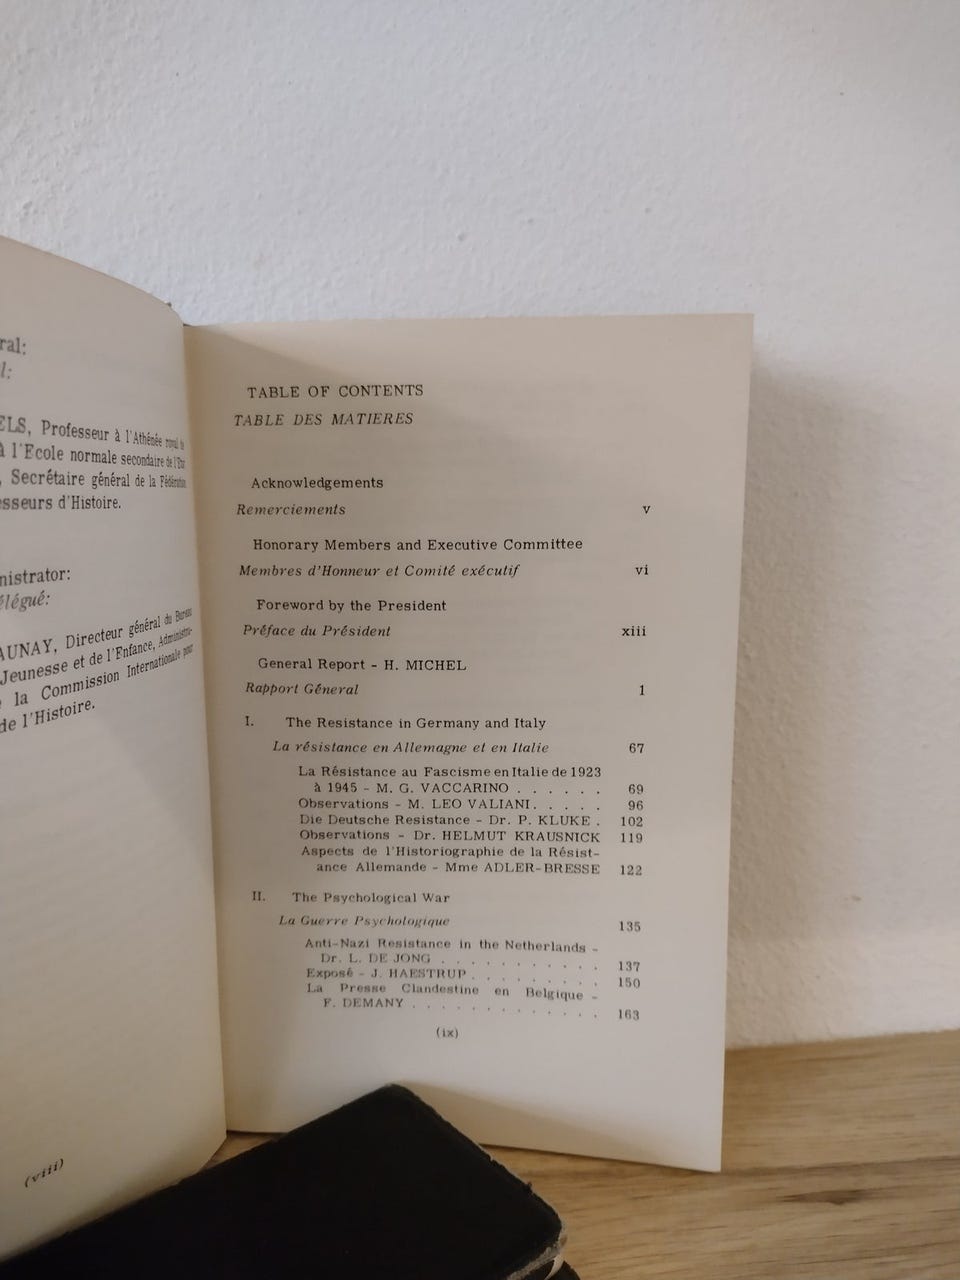 ral:
l:
ELS, Professeur à l'Athénée royal
à l'Ecole normale secondaire de l'Etat
, Secrétaire général de la Fédération
esseurs d'Histoire.
nistrator:
élégué:
AUNAY, Directeur général du Bureau
Jeunesse et de l'Enfance, Administra-
la Commission Internationale pour
de l'Histoire.
(viii)
TABLE OF CONTENTS
TABLE DES MATIERES
Acknowledgements
Remerciements v
Honorary Members and Executive Committee
Membres d'Honneur et Comité exécutif vi
Foreword by the President
Préface du Président xiii
General Report - H. MICHEL
Rapport Géneral 1
I. The Resistance in Germany and Italy
La résistance en Allemagne et en Italie 67
La Résistance au Fascisme en Italie de 1923
à 1945 - M. G. VACCARINO . . . . . . 69
Observations - M. LEO VALIANI. . . . . 96
Die Deutsche Resistance - Dr. P. KLUKE . 102
Observations - Dr. HELMUT KRAUSNICK 119
Aspects de l'Historiographie de la Résist-
ance Allemande - Mme ADLER-BRESSE 122
II. The Psychological War
La Guerre Psychologique 135
Anti-Nazi Resistance in the Netherlands -
Dr. L. DE JONG . . . . . . . . . . . 137
Exposé - J. HAESTRUP . . . . . . . . . 150
La Presse Clandestine en Belgique -
F. DEMANY . . . . . . . . . . . . . 163
(ix)